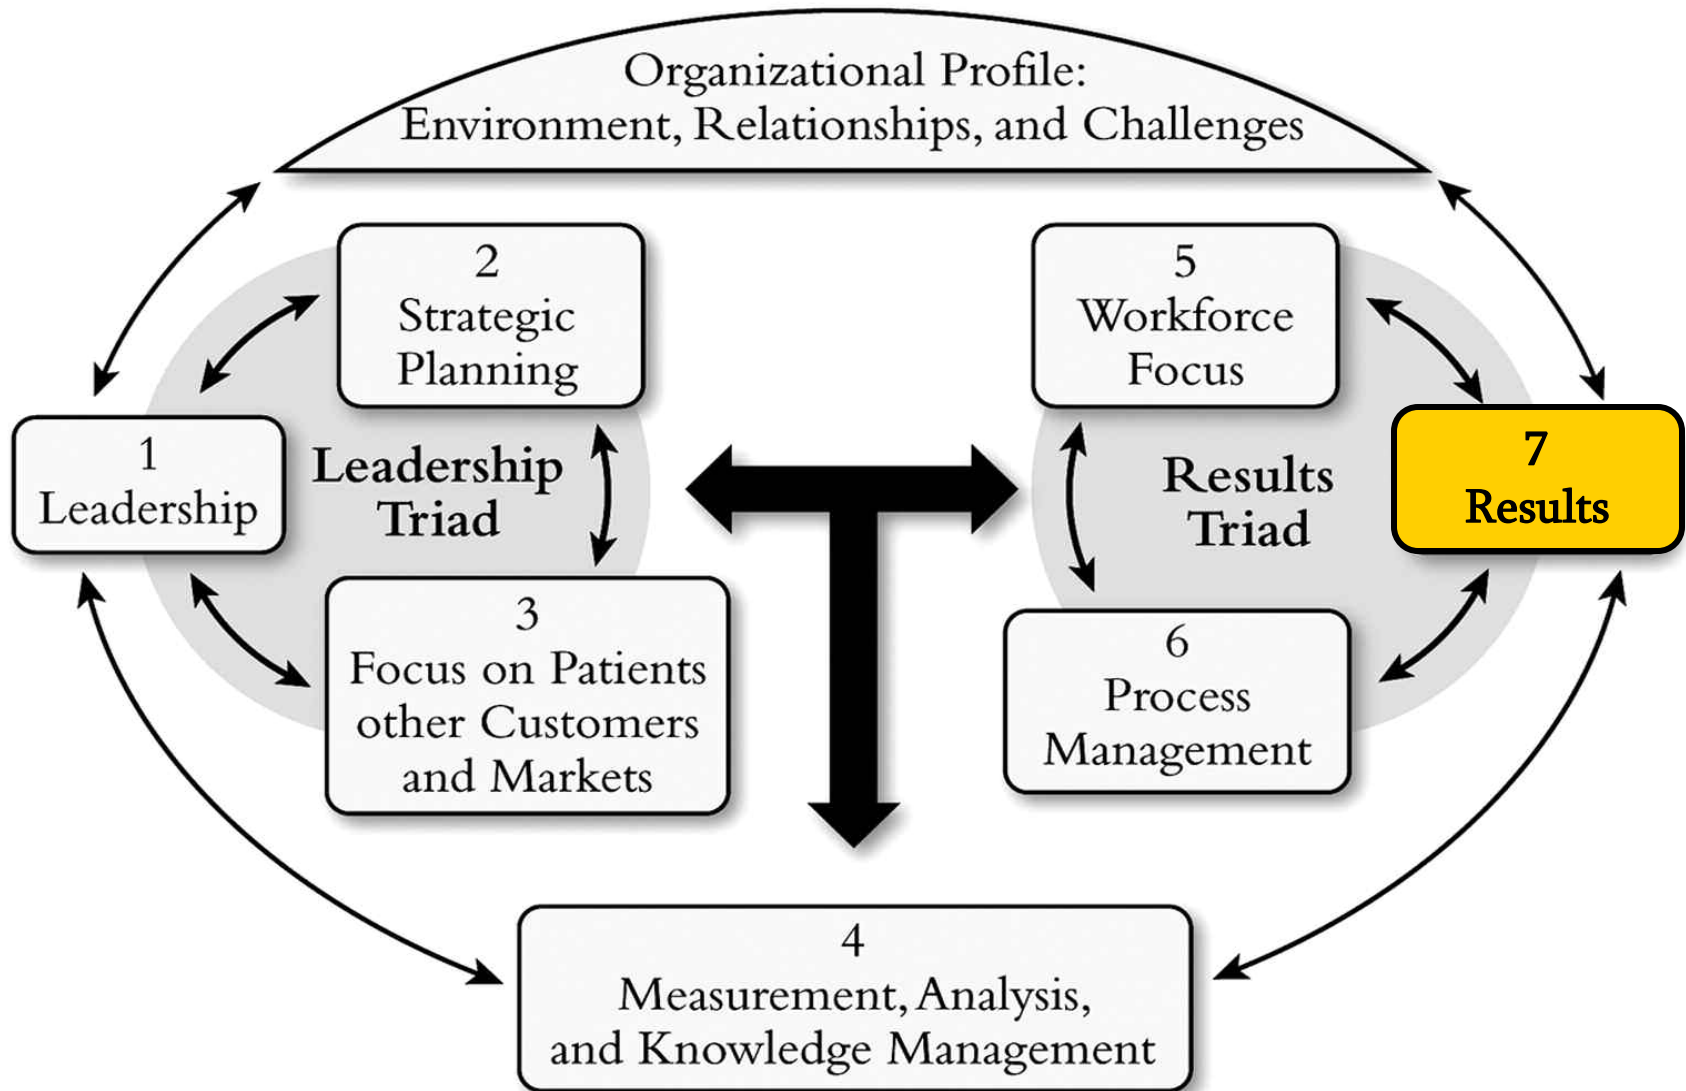 Organizational Profile:
Environment, Relationships, and Challenges
2
Strategic
Planning
5
Workforce
Focus
1
Leadership
Leadership
Triad
Results
Triad
7
Results
3
Focus on Patients
other Customers
and Markets
6
Process
Management
4
Measurement, Analysis,
and Knowledge Management